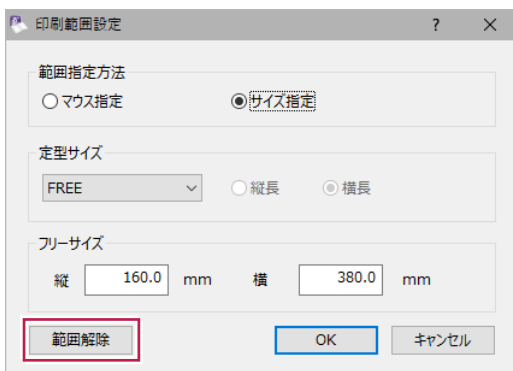 印刷範囲設定 ? ×
範囲指定方法
マウス指定 サイズ指定
定型サイズ
FREE 縦長 横長
フリーサイズ
縦 160.0 mm 横 380.0 mm
範囲解除 OK キャンセル